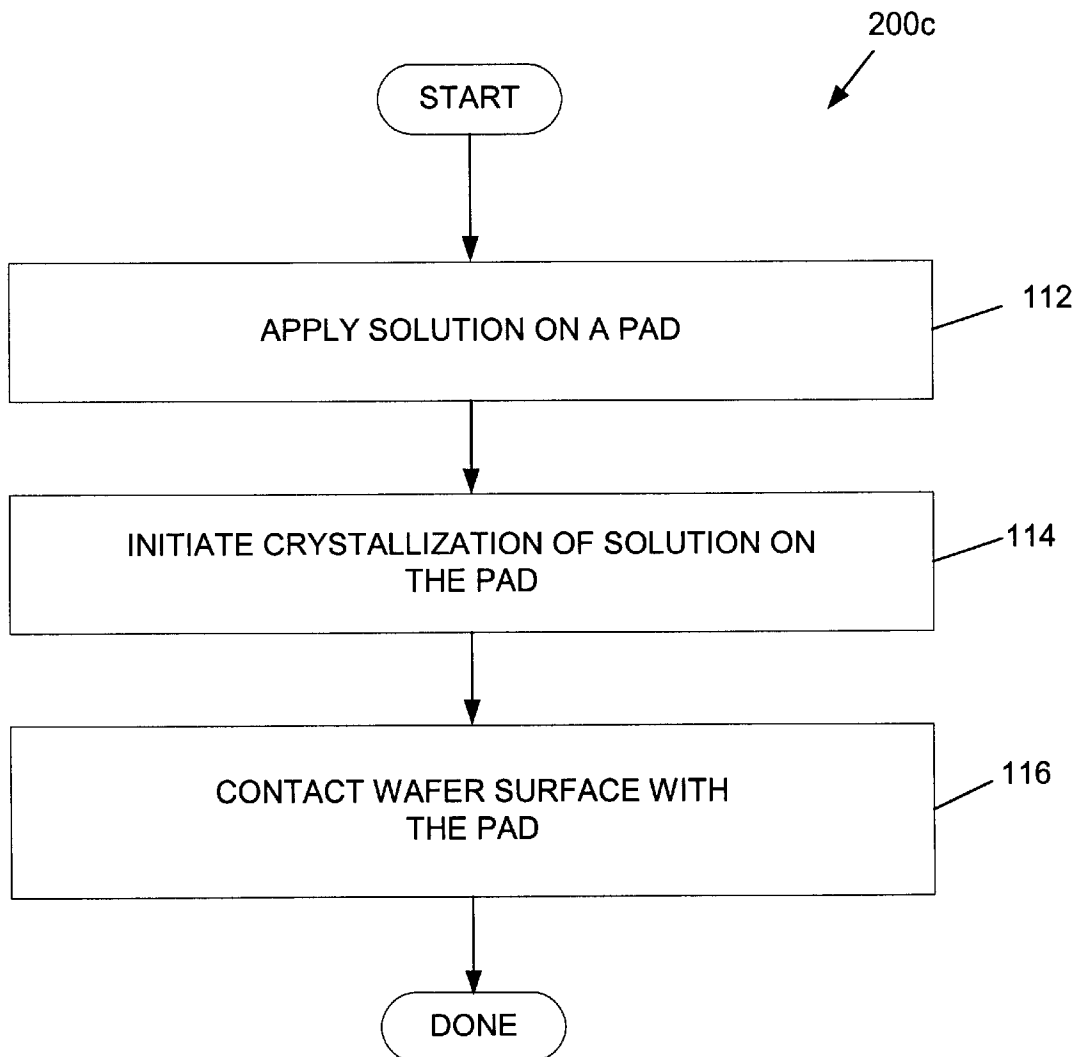 200c
START
APPLY SOLUTION ON A PAD
112
INITIATE CRYSTALLIZATION OF SOLUTION ON
THE PAD
114
CONTACT WAFER SURFACE WITH
THE PAD
116
DONE